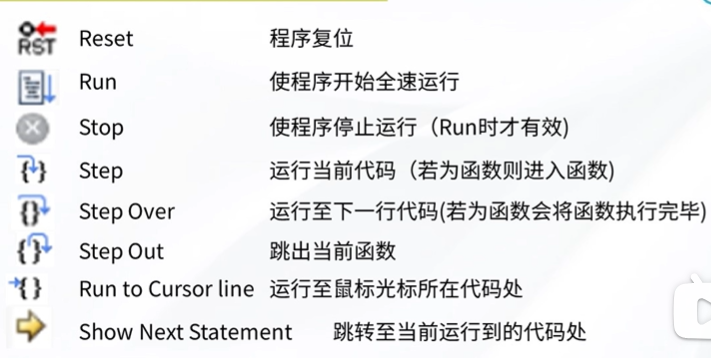 RST Reset 程序复位
Run 使程序开始全速运行
Stop 使程序停止运行（Run时才有效)
{} Step 运行当前代码（若为函数则进入函数)
{} Step Over 运行至下一行代码(若为函数会将函数执行完毕)
{} Step Out 跳出当前函数
{} Run to Cursor line 运行至鼠标光标所在代码处
Show Next Statement 跳转至当前运行到的代码处